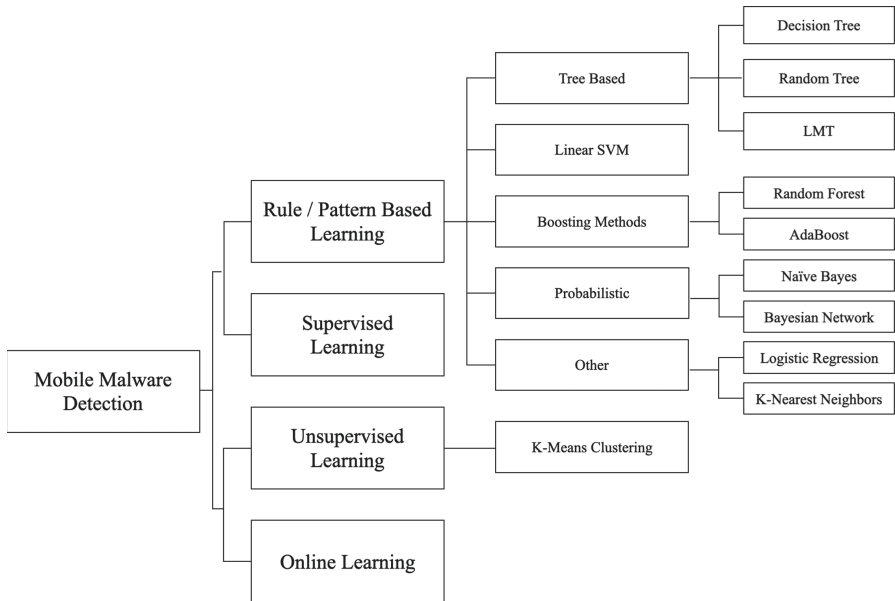 Decision Tree
Tree Based
Random Tree
LMT
Linear SVM
Rule / Pattern Based
Learning
Boosting Methods
Random Forest
AdaBoost
Probabilistic
Naïve Bayes
Bayesian Network
Supervised
Learning
Other
Logistic Regression
K-Nearest Neighbors
Mobile Malware
Detection
Unsupervised
Learning
K-Means Clustering
Online Learning